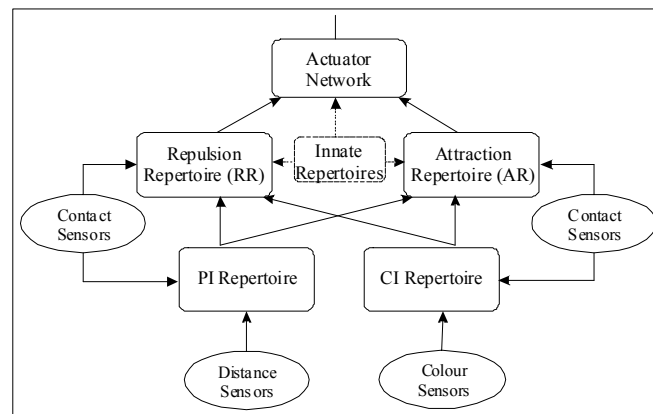 Actuator
Network
Repulsion
Repertoire (RR)
Innate
Repertoires
Attraction
Repertoire (AR)
Contact
Sensors
Contact
Sensors
PI Repertoire
CI Repertoire
Distance
Sensors
Colour
Sensors